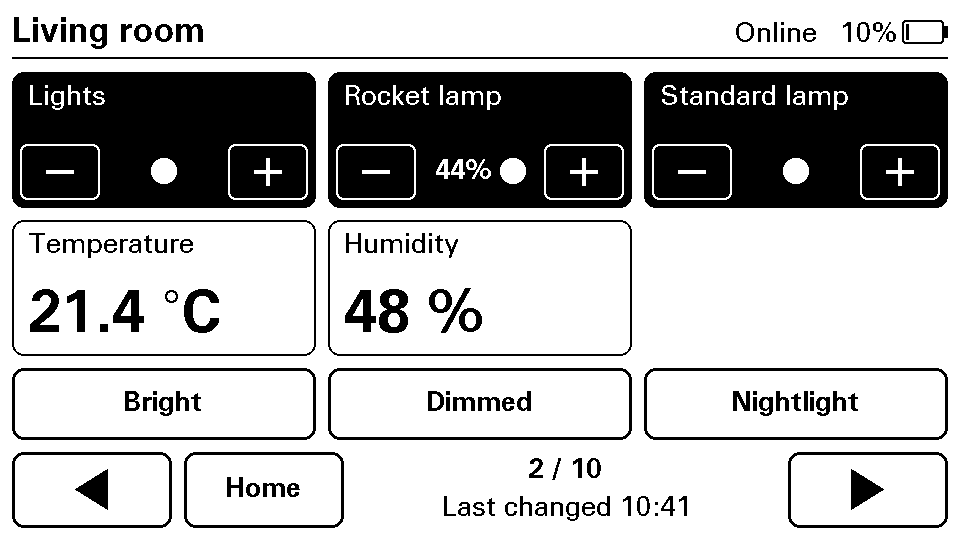 Living room
Online 10%
Lights
Rocket lamp
Standard lamp
−
+
− 44% +
−
+
Temperature
Humidity
21.4 °C
48 %
Bright
Dimmed
Nightlight
Home
2 / 10
Last changed 10:41